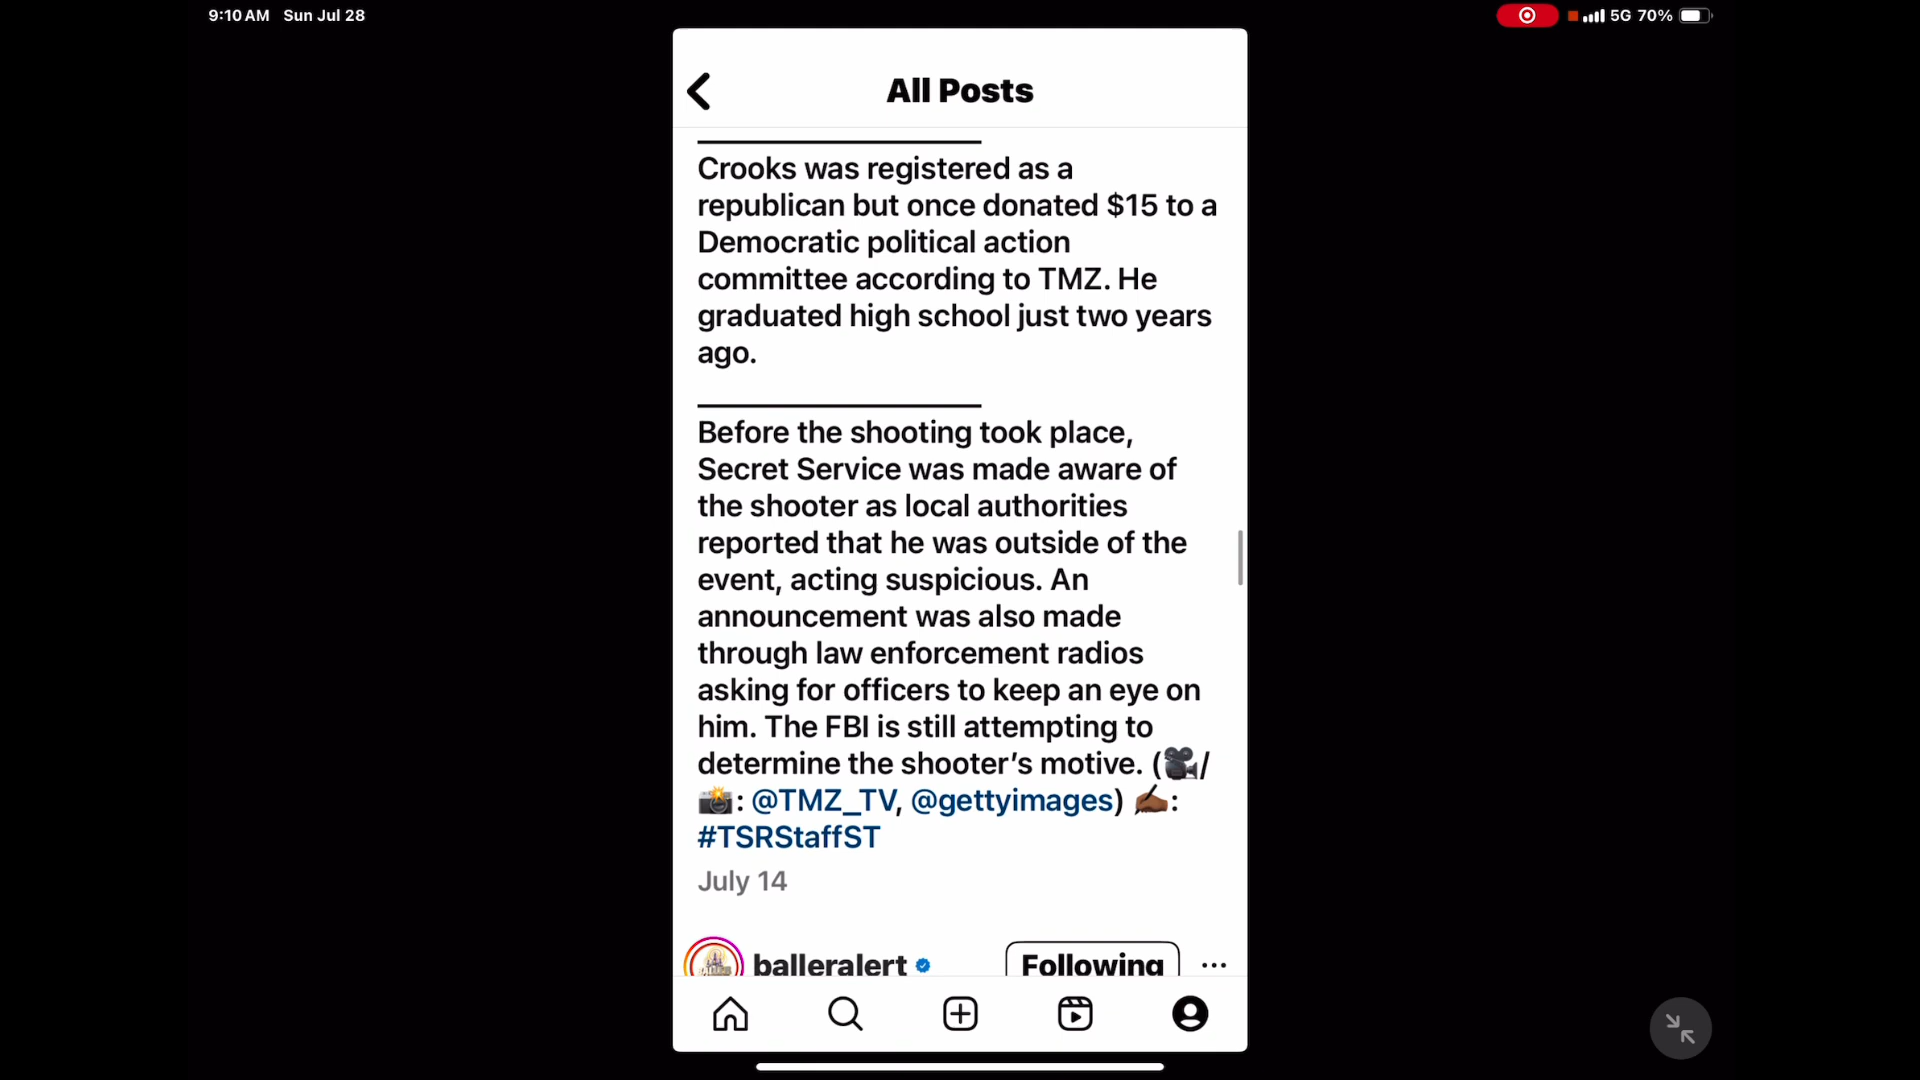 9:10 AM Sun Jul 28
5G 70%
All Posts
Crooks was registered as a
republican but once donated $15 to a
Democratic political action
committee according to TMZ. He
graduated high school just two years
ago.
Before the shooting took place,
Secret Service was made aware of
the shooter as local authorities
reported that he was outside of the
event, acting suspicious. An
announcement was also made
through law enforcement radios
asking for officers to keep an eye on
him. The FBI is still attempting to
determine the shooter’s motive. (🎥/
📸: @TMZ_TV, @gettyimages) ✍🏾:
#TSRStaffST
July 14
balleralert
Following